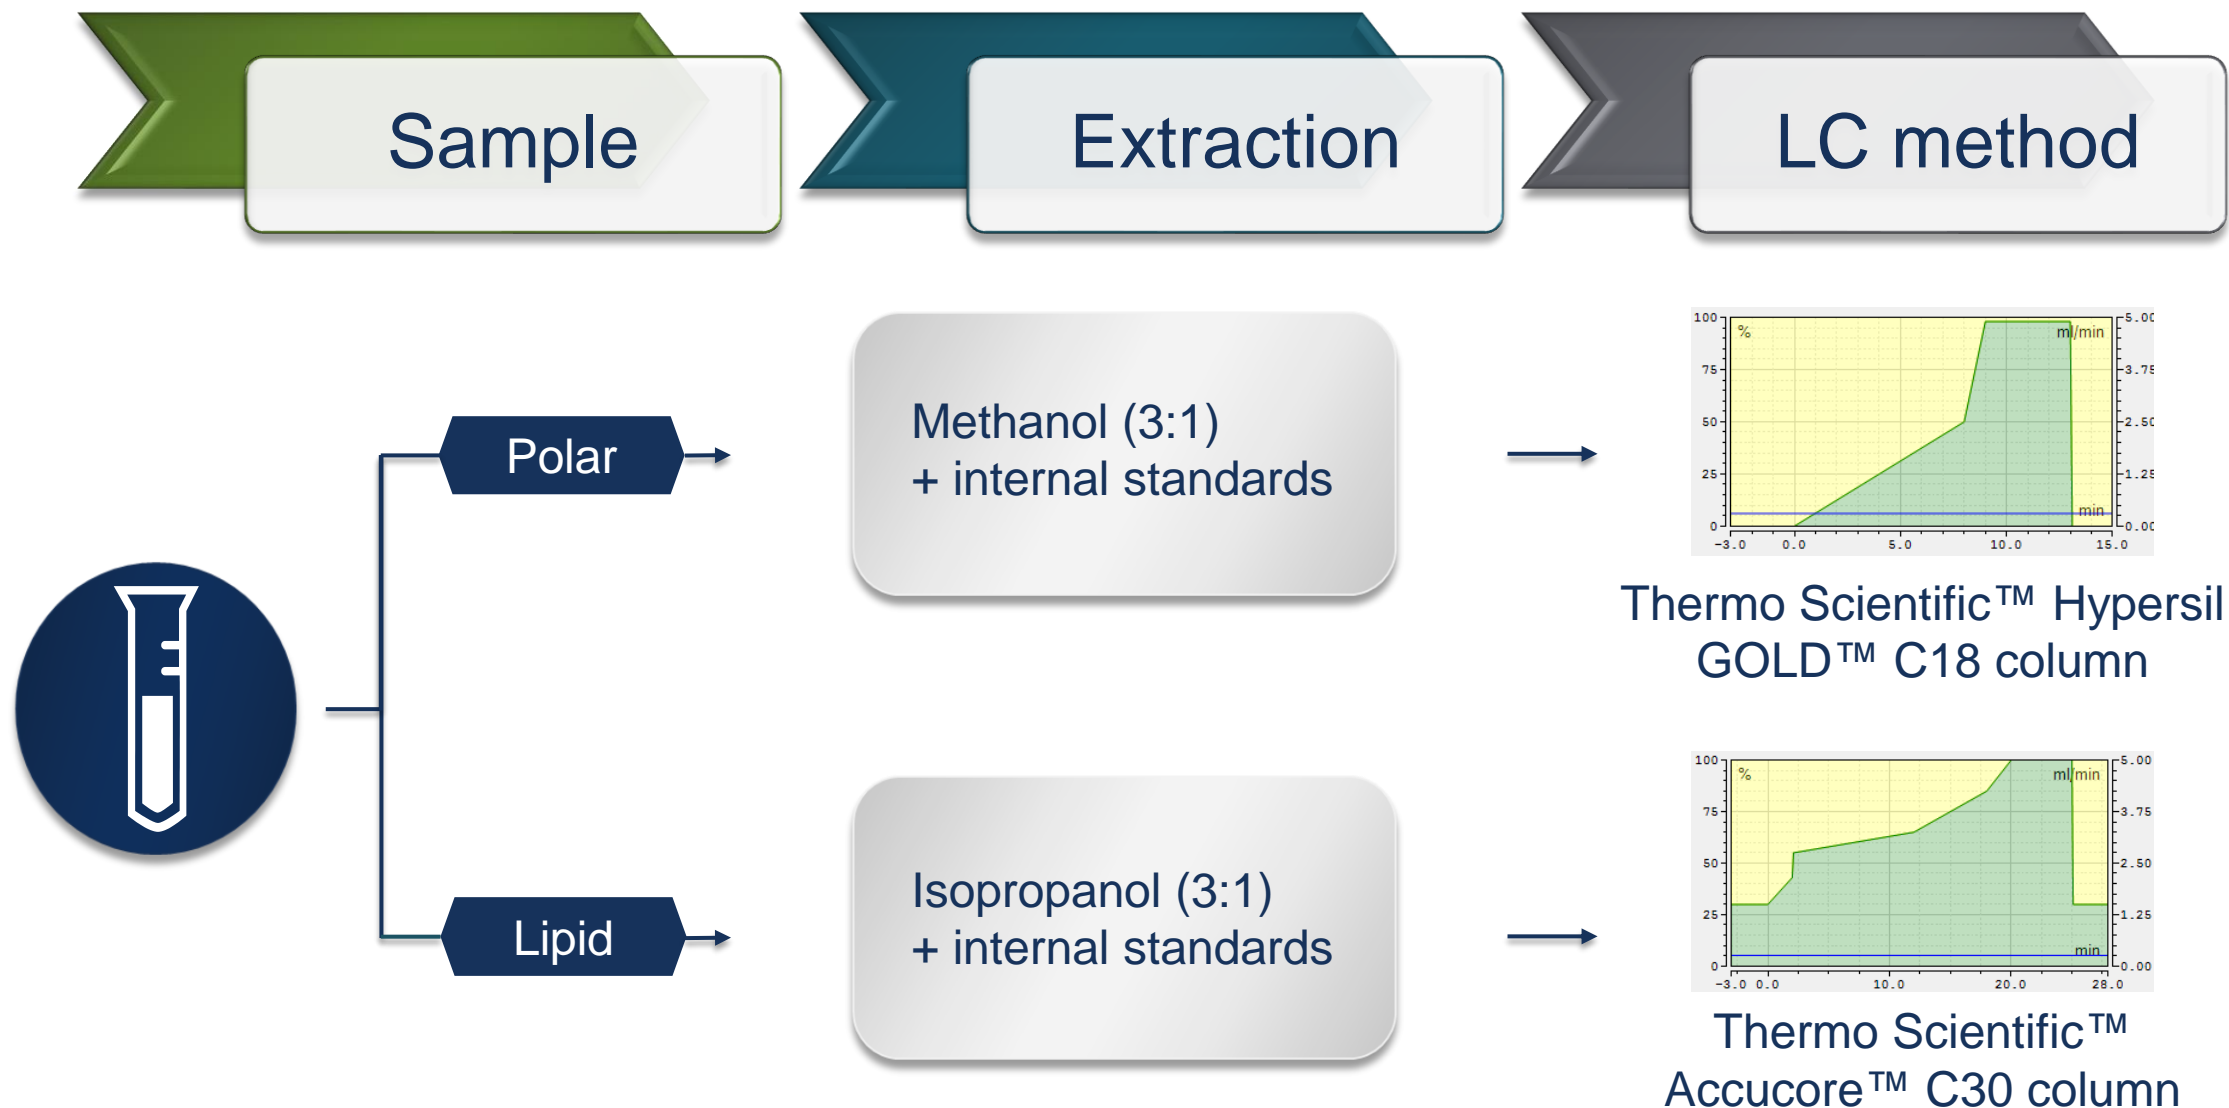 Sample
Extraction
LC method
Polar
Methanol (3:1)
+ internal standards
100
75
50
25
0
%
ml/min
min
5.00
3.75
2.50
1.25
0.00
-3.0 0.0 5.0 10.0 15.0
Thermo Scientific™ Hypersil
GOLD™ C18 column
Lipid
Isopropanol (3:1)
+ internal standards
100
75
50
25
0
%
ml/min
min
5.00
3.75
2.50
1.25
0.00
-3.0 0.0 10.0 20.0 28.0
Thermo Scientific™
Accucore™ C30 column